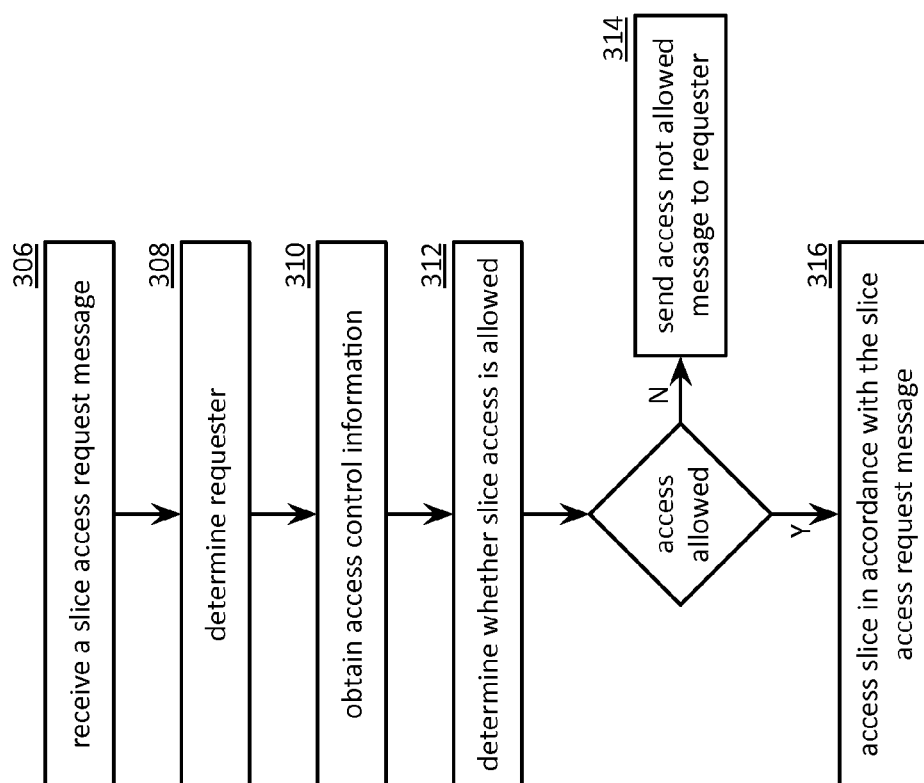 306
receive a slice access request message
308
determine requester
310
obtain access control information
312
determine whether slice access is allowed
access
allowed
N
314
send access not allowed
message to requester
Y
316
access slice in accordance with the slice
access request message